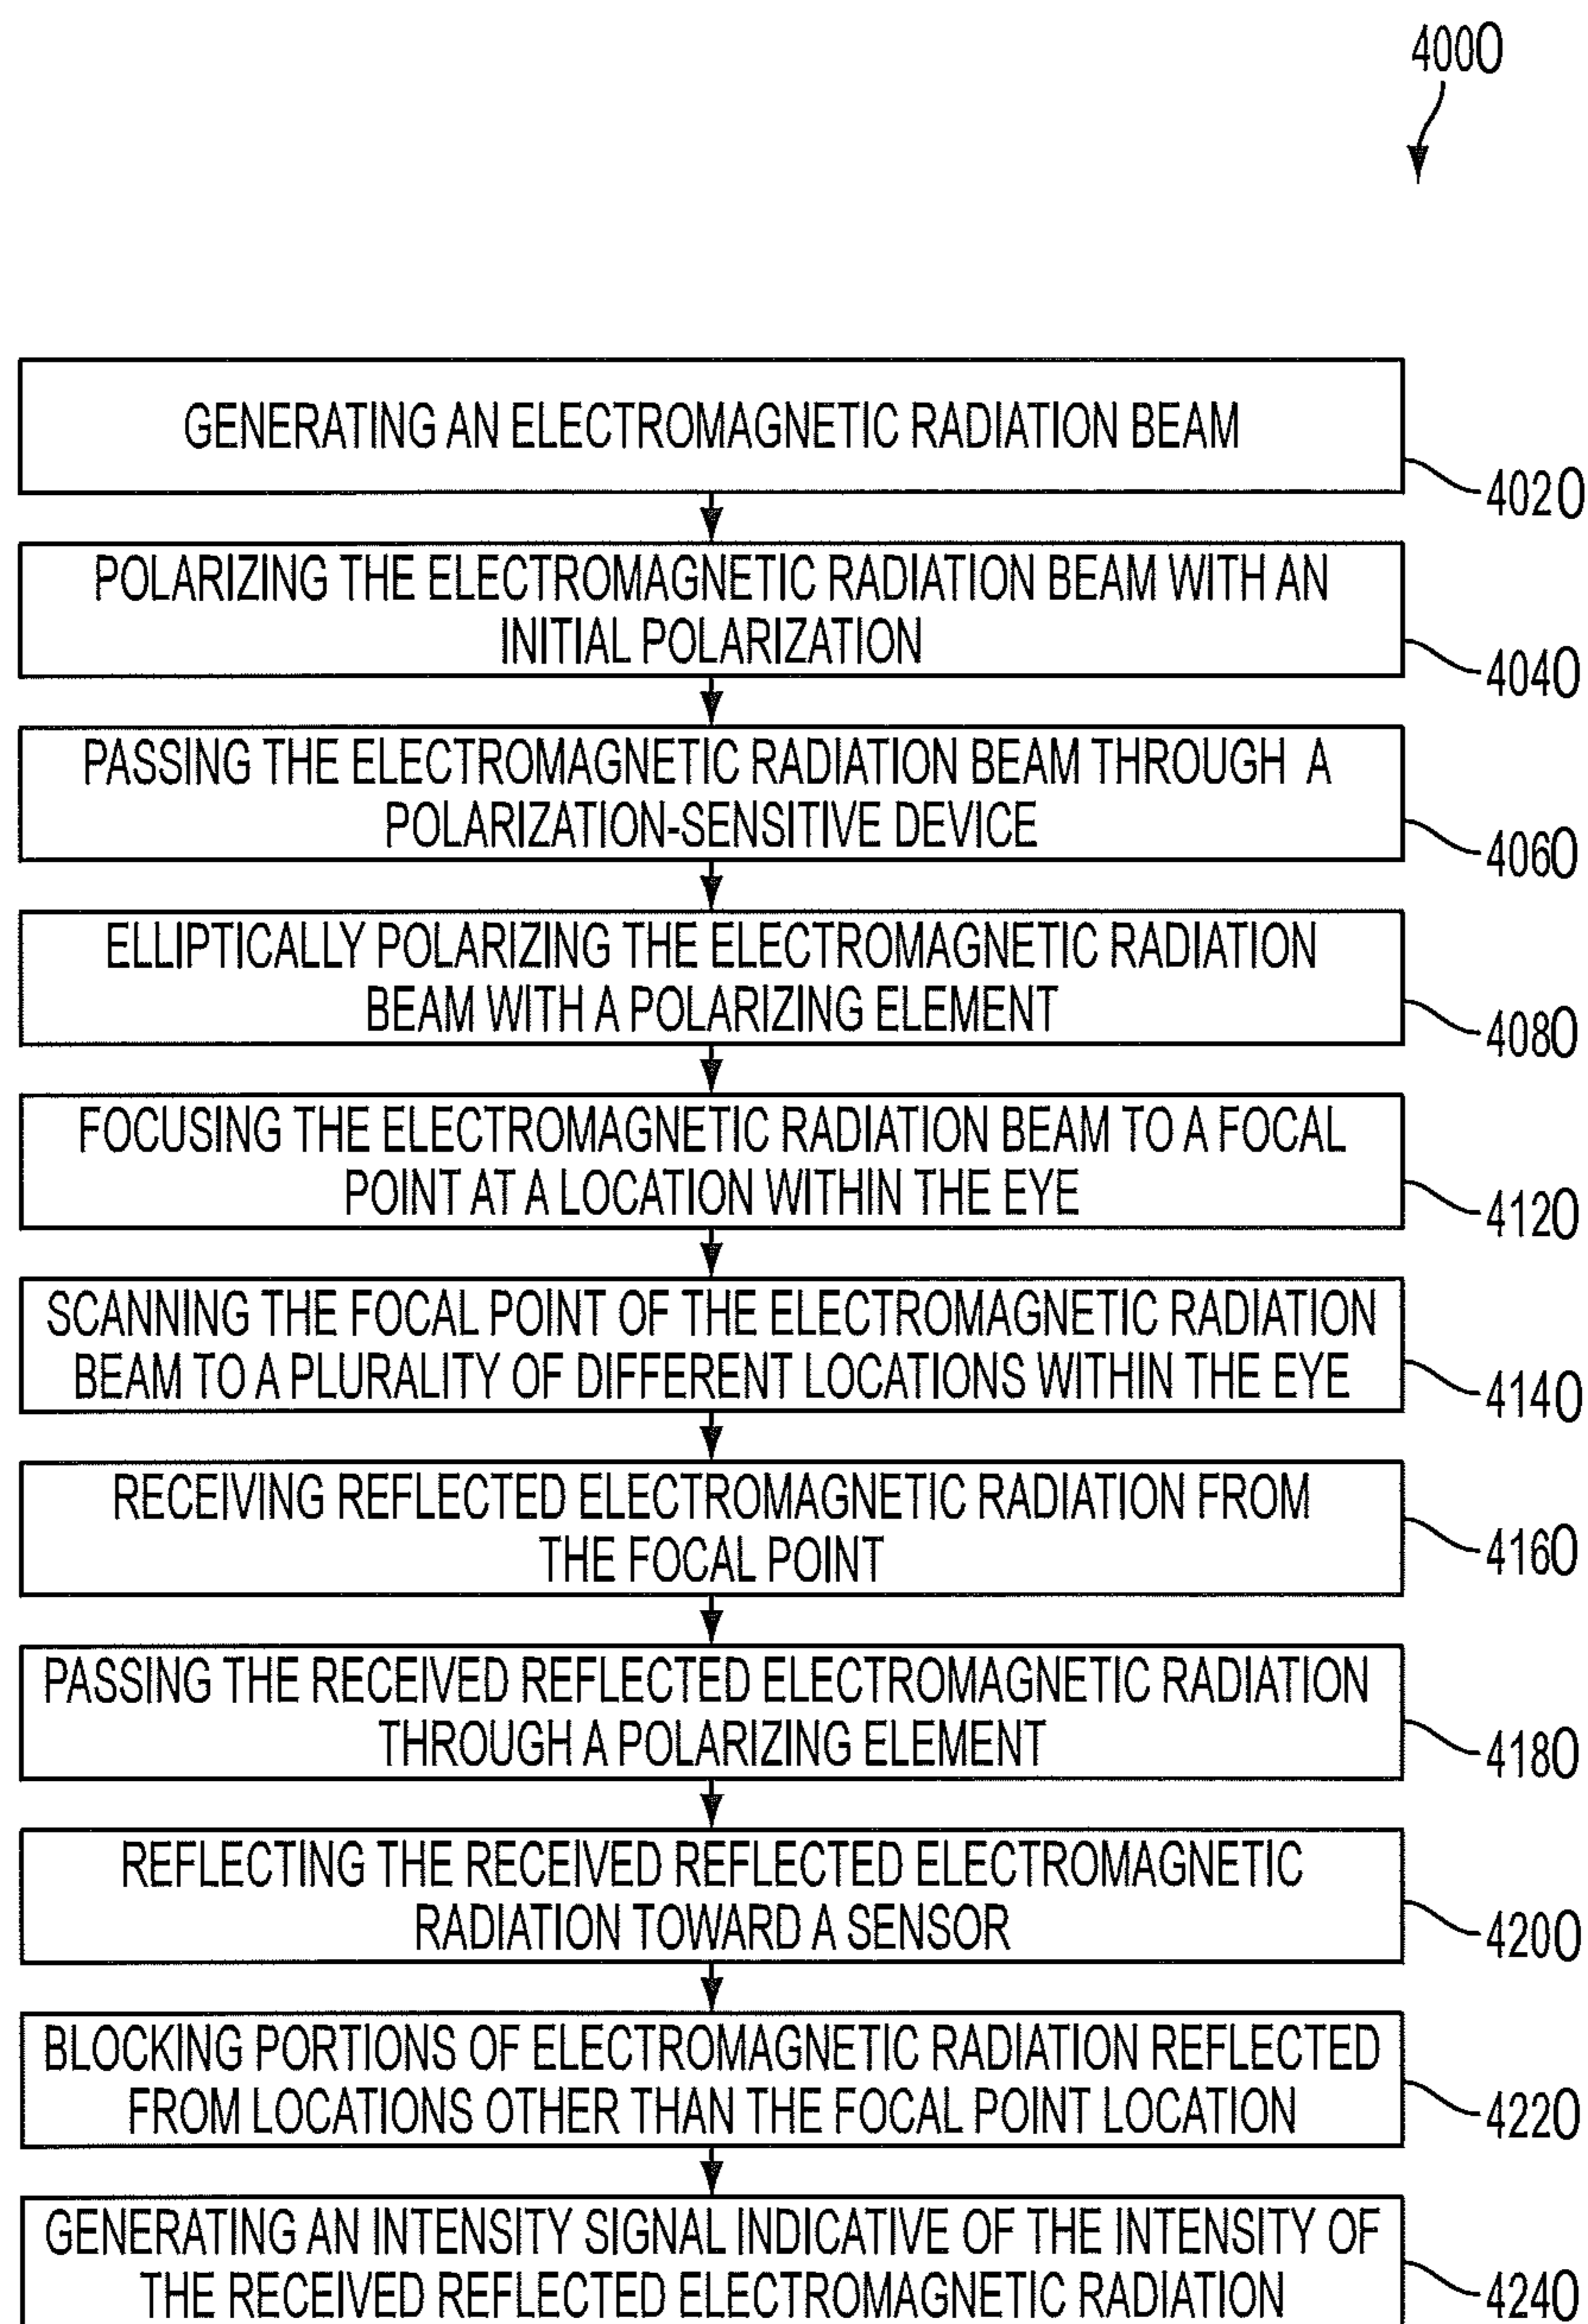 4000
GENERATING AN ELECTROMAGNETIC RADIATION BEAM
4020
POLARIZING THE ELECTROMAGNETIC RADIATION BEAM WITH AN
INITIAL POLARIZATION
4040
PASSING THE ELECTROMAGNETIC RADIATION BEAM THROUGH A
POLARIZATION-SENSITIVE DEVICE
4060
ELLIPTICALLY POLARIZING THE ELECTROMAGNETIC RADIATION
BEAM WITH A POLARIZING ELEMENT
4080
FOCUSING THE ELECTROMAGNETIC RADIATION BEAM TO A FOCAL
POINT AT A LOCATION WITHIN THE EYE
4120
SCANNING THE FOCAL POINT OF THE ELECTROMAGNETIC RADIATION
BEAM TO A PLURALITY OF DIFFERENT LOCATIONS WITHIN THE EYE
4140
RECEIVING REFLECTED ELECTROMAGNETIC RADIATION FROM
THE FOCAL POINT
4160
PASSING THE RECEIVED REFLECTED ELECTROMAGNETIC RADIATION
THROUGH A POLARIZING ELEMENT
4180
REFLECTING THE RECEIVED REFLECTED ELECTROMAGNETIC
RADIATION TOWARD A SENSOR
4200
BLOCKING PORTIONS OF ELECTROMAGNETIC RADIATION REFLECTED
FROM LOCATIONS OTHER THAN THE FOCAL POINT LOCATION
4220
GENERATING AN INTENSITY SIGNAL INDICATIVE OF THE INTENSITY OF
THE RECEIVED REFLECTED ELECTROMAGNETIC RADIATION
4240